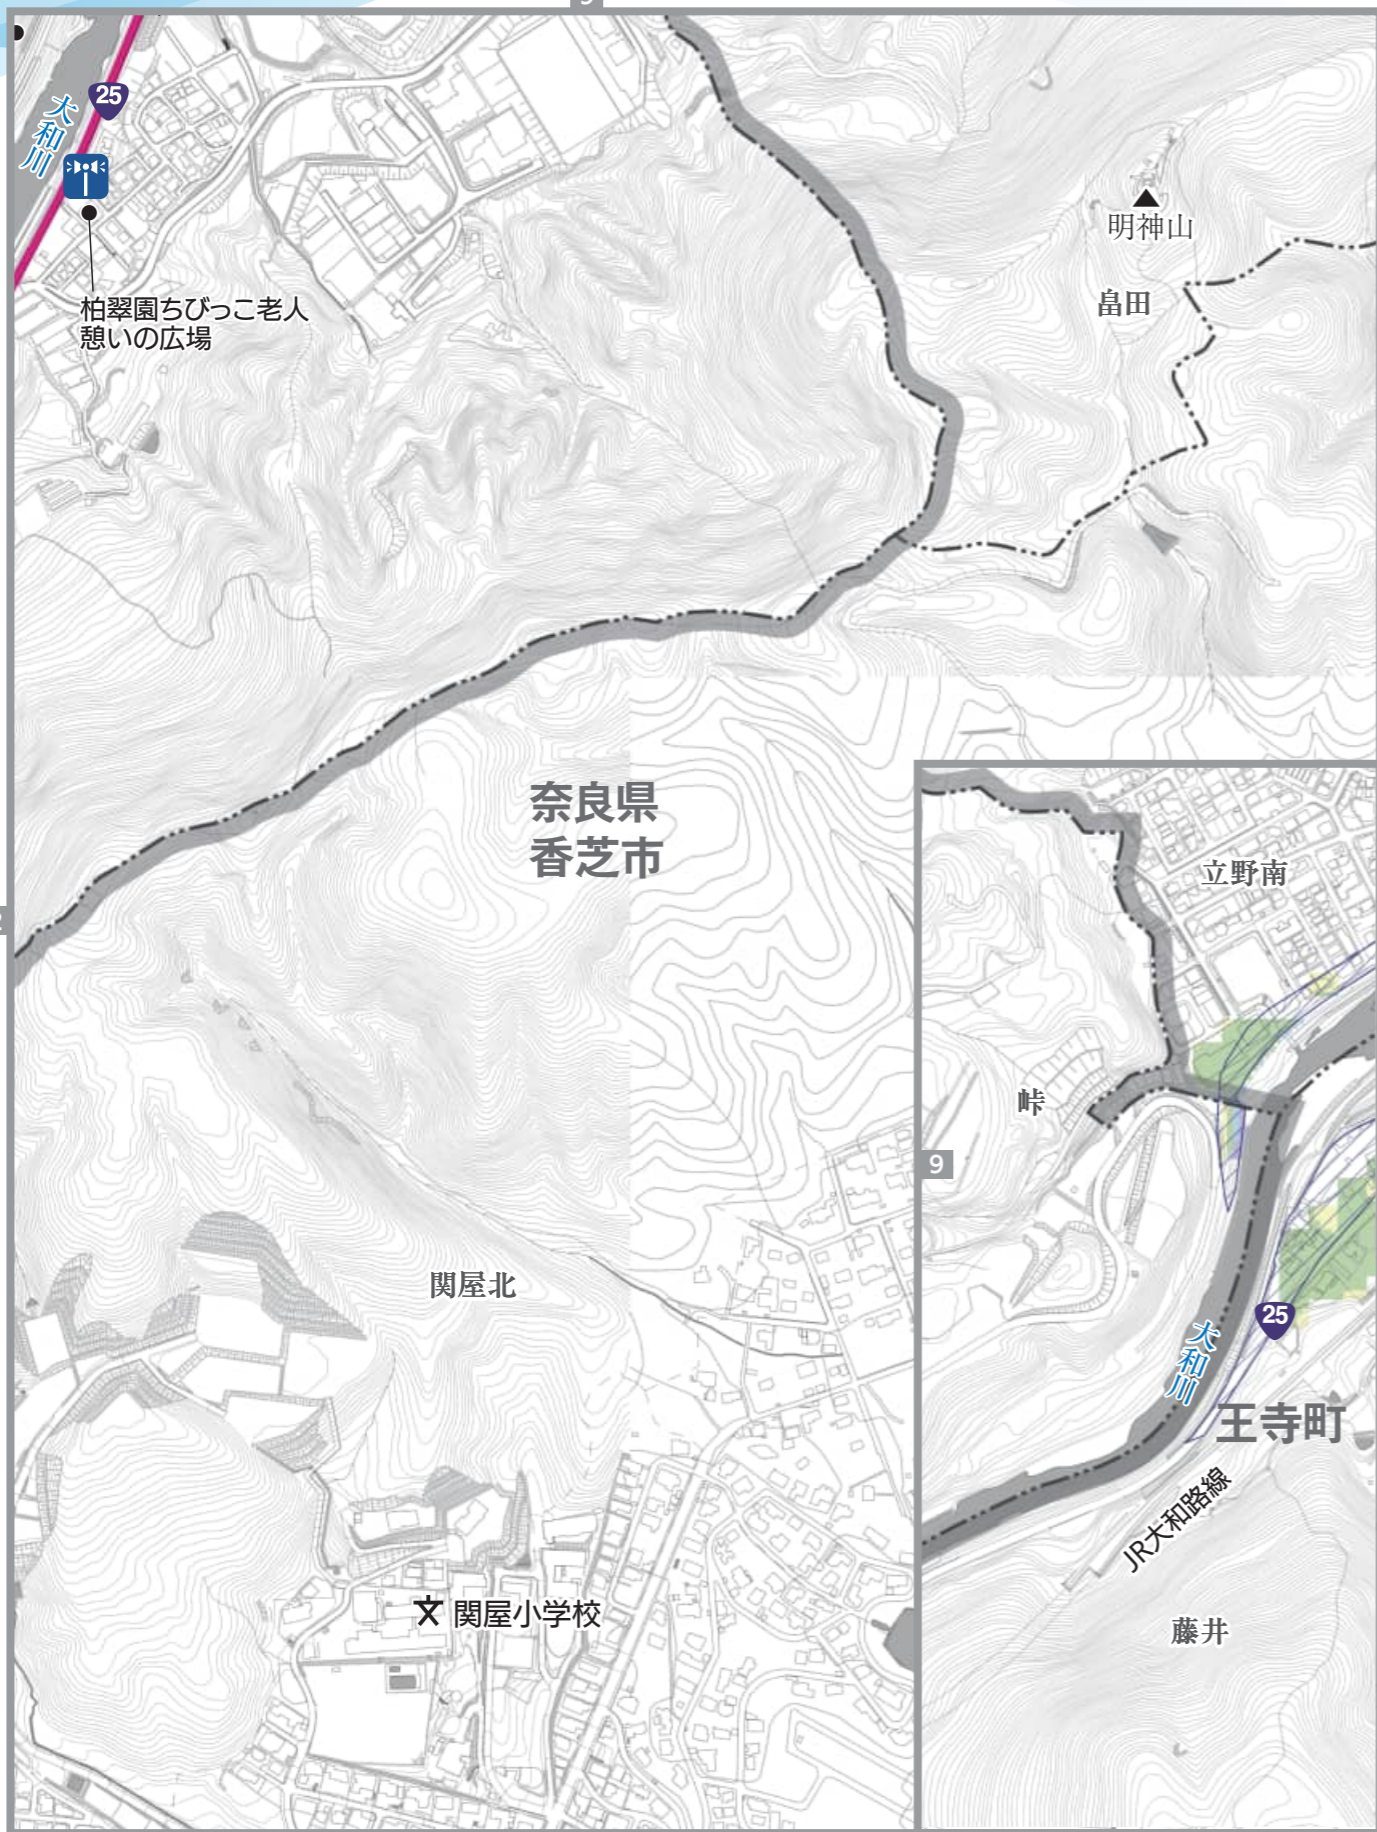 25
大和川
柏翠園ちびっこ老人
憩いの広場
明神山
畠田
奈良県
香芝市
関屋北
関屋小学校
立野南
峠
9
25
大和川
王寺町
JR大和路線
藤井